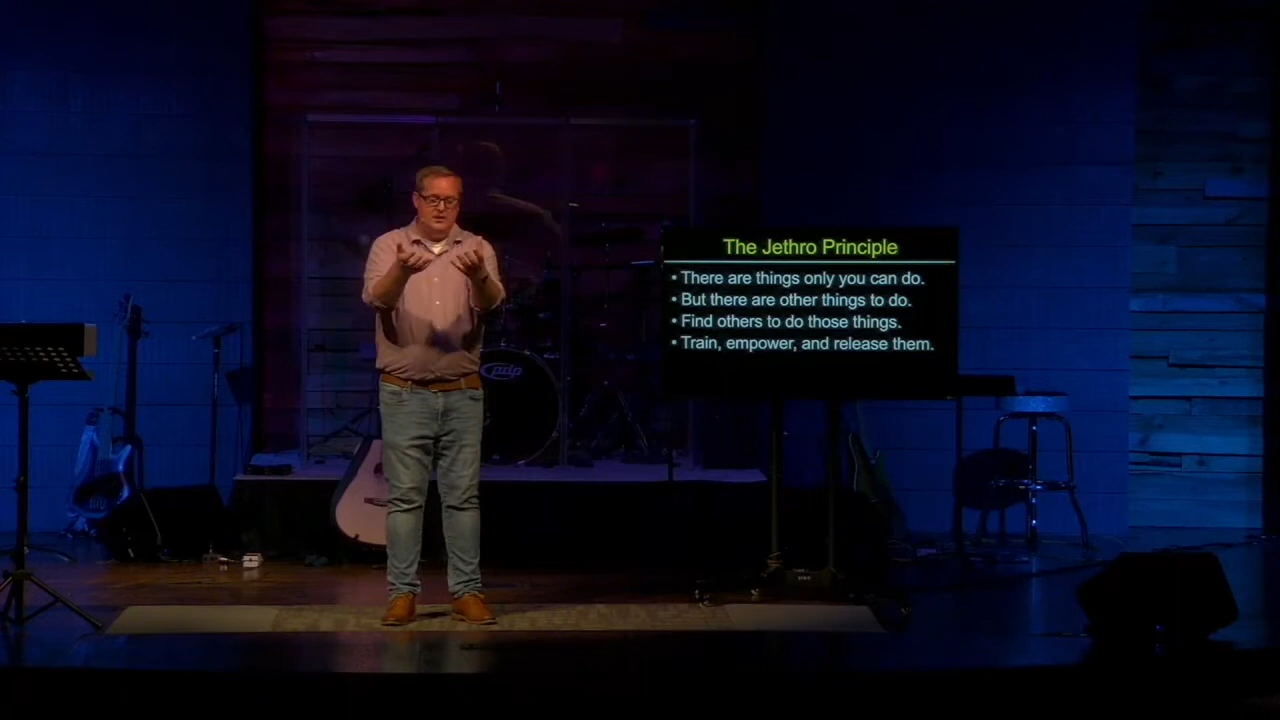 The Jethro Principle
• There are things only you can do.
• But there are other things to do.
• Find others to do those things.
• Train, empower, and release them.
pdp